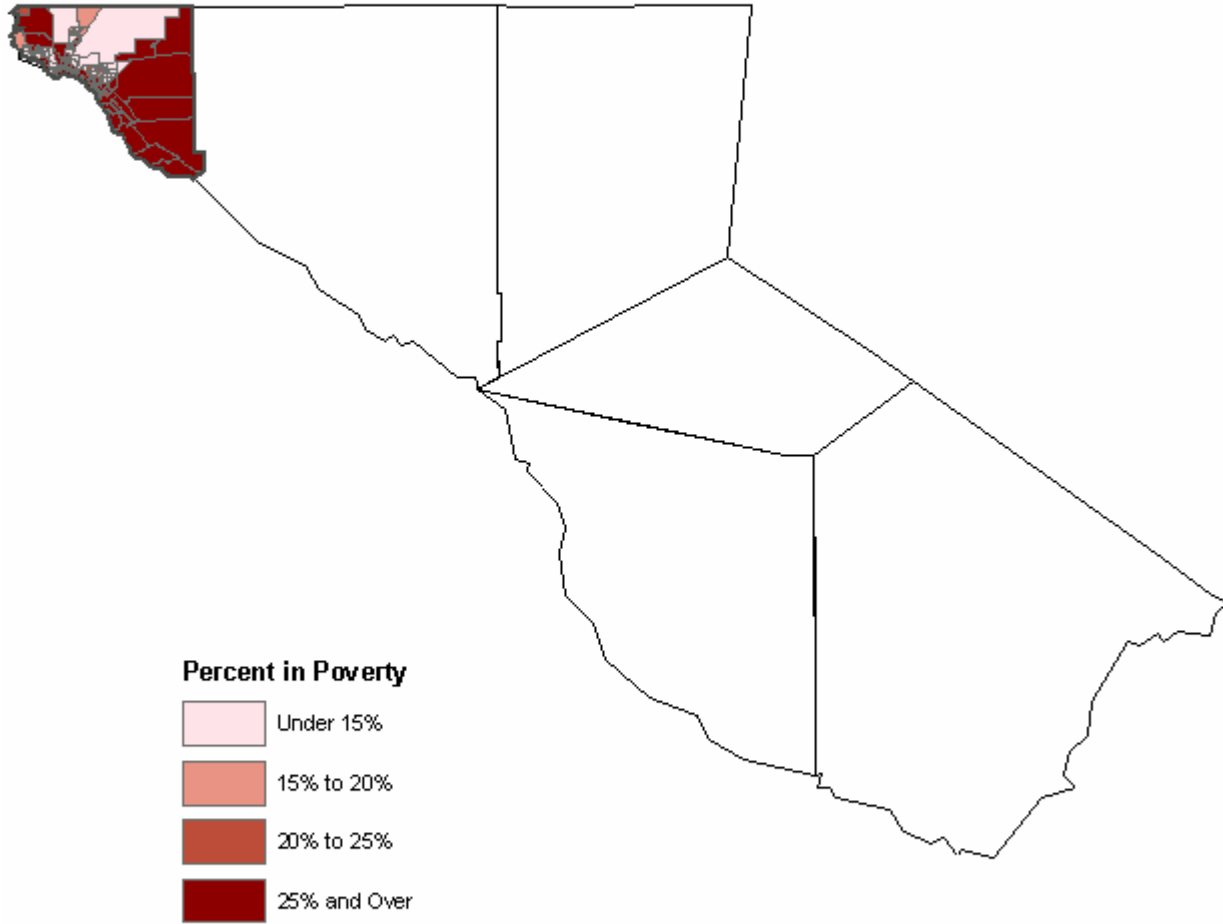 Percent in Poverty
Under 15%
15% to 20%
20% to 25%
25% and Over